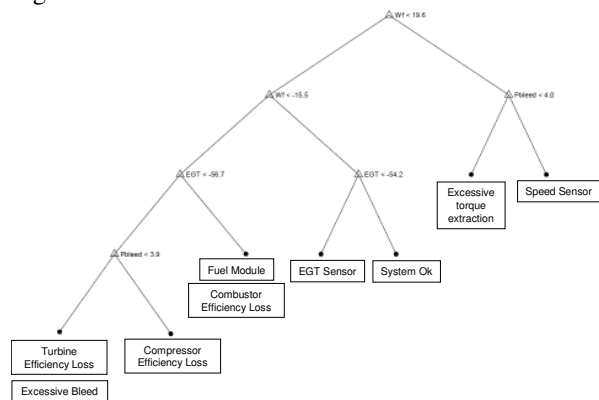 Wf < 19.6
Wf < -15.5
Pbleed < 4.0
EGT < -56.7
EGT < -54.2
Excessive
torque
extraction
Speed Sensor
Pbleed < 3.9
Fuel Module
EGT Sensor
System Ok
Combustor
Efficiency Loss
Turbine
Efficiency Loss
Compressor
Efficiency Loss
Excessive Bleed